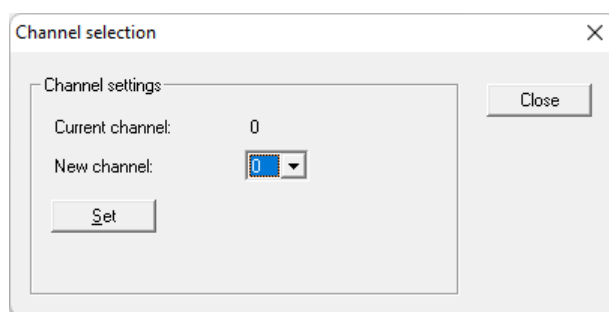 Channel selection
Channel settings
Close
Current channel: 0
New channel: 0
Set